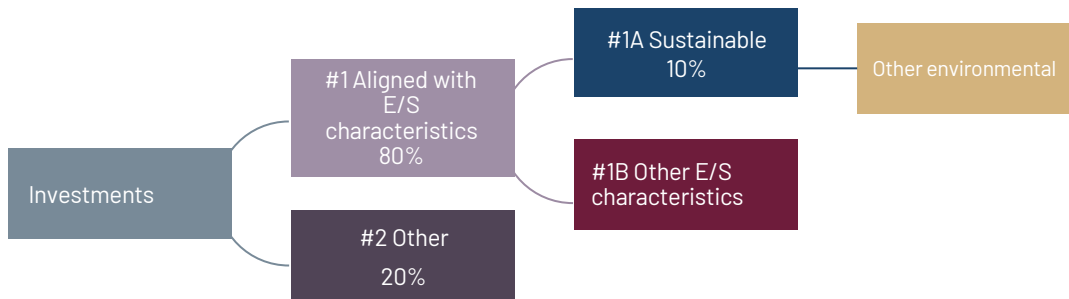 Investments
#1 Aligned with
E/S
characteristics
80%
#2 Other
20%
#1A Sustainable
10%
#1B Other E/S
characteristics
Other environmental